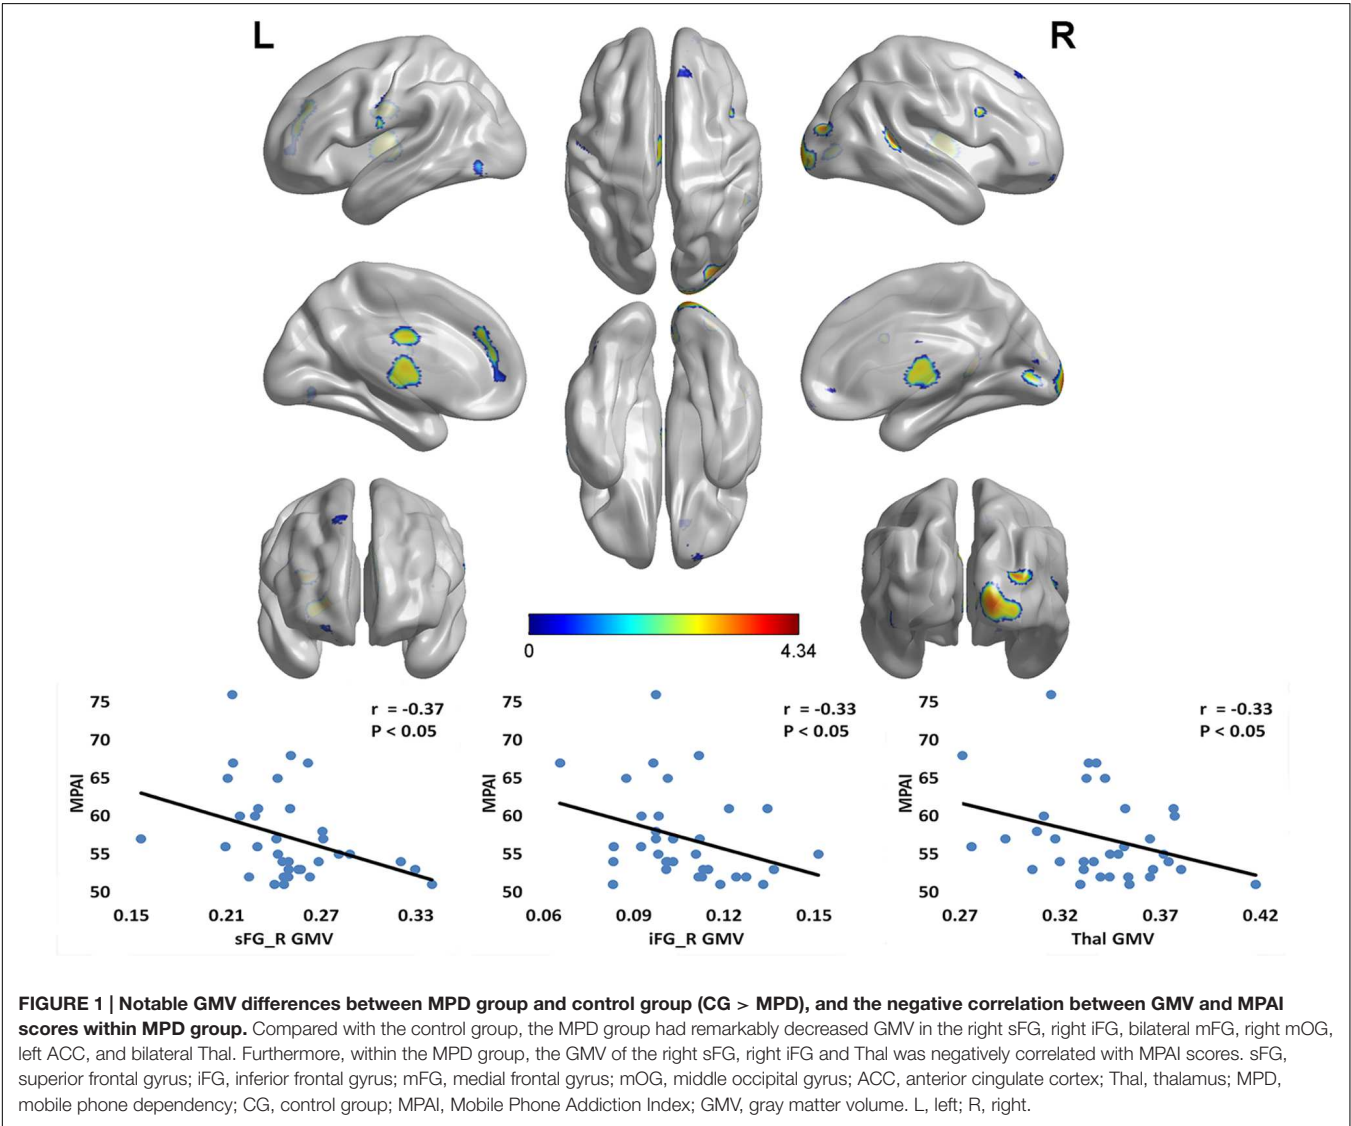 L
R
0
4.34
75
70
65
60
55
50
MPAI
r = -0.37
P < 0.05
0.15
0.21
0.27
0.33
sFG_R GMV
75
70
65
60
55
50
MPAI
r = -0.33
P < 0.05
0.06
0.09
0.12
0.15
iFG_R GMV
75
70
65
60
55
50
MPAI
r = -0.33
P < 0.05
0.27
0.32
0.37
0.42
Thal GMV
FIGURE 1 | Notable GMV differences between MPD group and control group (CG > MPD), and the negative correlation between GMV and MPAI
scores within MPD group. Compared with the control group, the MPD group had remarkably decreased GMV in the right sFG, right iFG, bilateral mFG, right mOG,
left ACC, and bilateral Thal. Furthermore, within the MPD group, the GMV of the right sFG, right iFG and Thal was negatively correlated with MPAI scores. sFG,
superior frontal gyrus; iFG, inferior frontal gyrus; mFG, medial frontal gyrus; mOG, middle occipital gyrus; ACC, anterior cingulate cortex; Thal, thalamus; MPD,
mobile phone dependency; CG, control group; MPAI, Mobile Phone Addiction Index; GMV, gray matter volume. L, left; R, right.